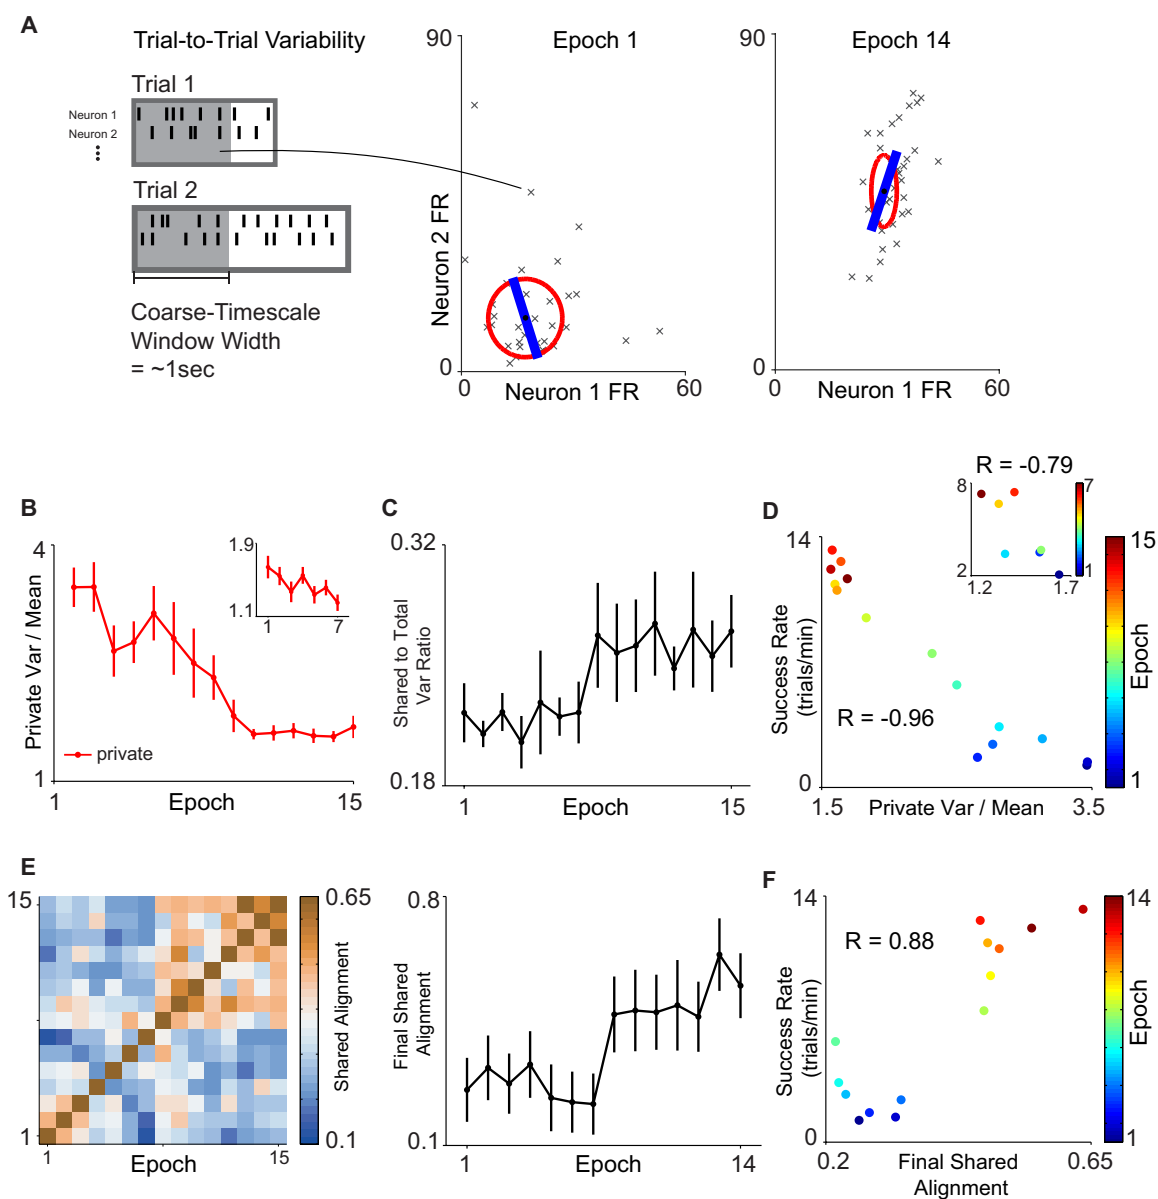 A
Trial-to-Trial Variability
Trial 1
Neuron 1
Neuron 2
Trial 2
Coarse-Timescale
Window Width
= ~1sec
Epoch 1
90
Neuron 2 FR
0
0
Neuron 1 FR
60
Epoch 14
90
0
0
Neuron 1 FR
60
B
4
Private Var / Mean
1
1
Epoch
15
private
1.9
1.1
1
7
C
0.32
Shared to Total
Var Ratio
0.18
1
Epoch
15
D
14
Success Rate
(trials/min)
0
1.5
Private Var / Mean
3.5
R = -0.96
R = -0.79
8
2
1.2
1.7
7
1
15
Epoch
1
E
15
1
1
Epoch
15
0.65
Shared Alignment
0.1
0.8
Final Shared
Alignment
0.1
1
Epoch
14
F
14
Success Rate
(trials/min)
0
0.2
Final Shared
Alignment
0.65
R = 0.88
14
Epoch
1